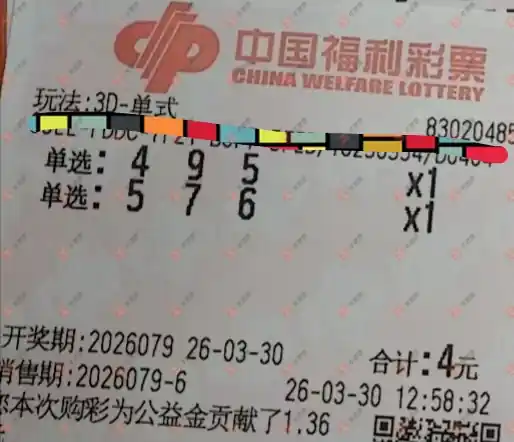 中国福利彩票
CHINA WELFARE LOTTERY
玩法:3D-单式
83020485
单选: 4 9 5 x1
单选: 5 7 6 x1
开奖期:2026079 26-03-30
合计:4元
销售期:2026079-6
26-03-30 12:58:32
您本次购彩为公益金贡献了1.36